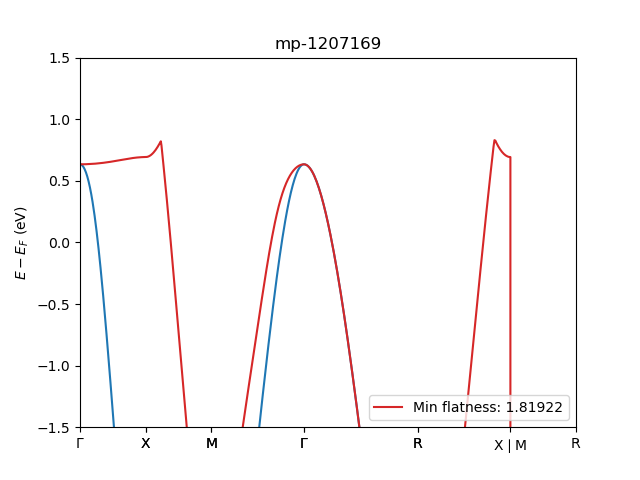 mp-1207169
1.5
1.0
0.5
0.0
−0.5
−1.0
−1.5
E − E_F (eV)
Γ X M Γ R X | M R
Min flatness: 1.81922